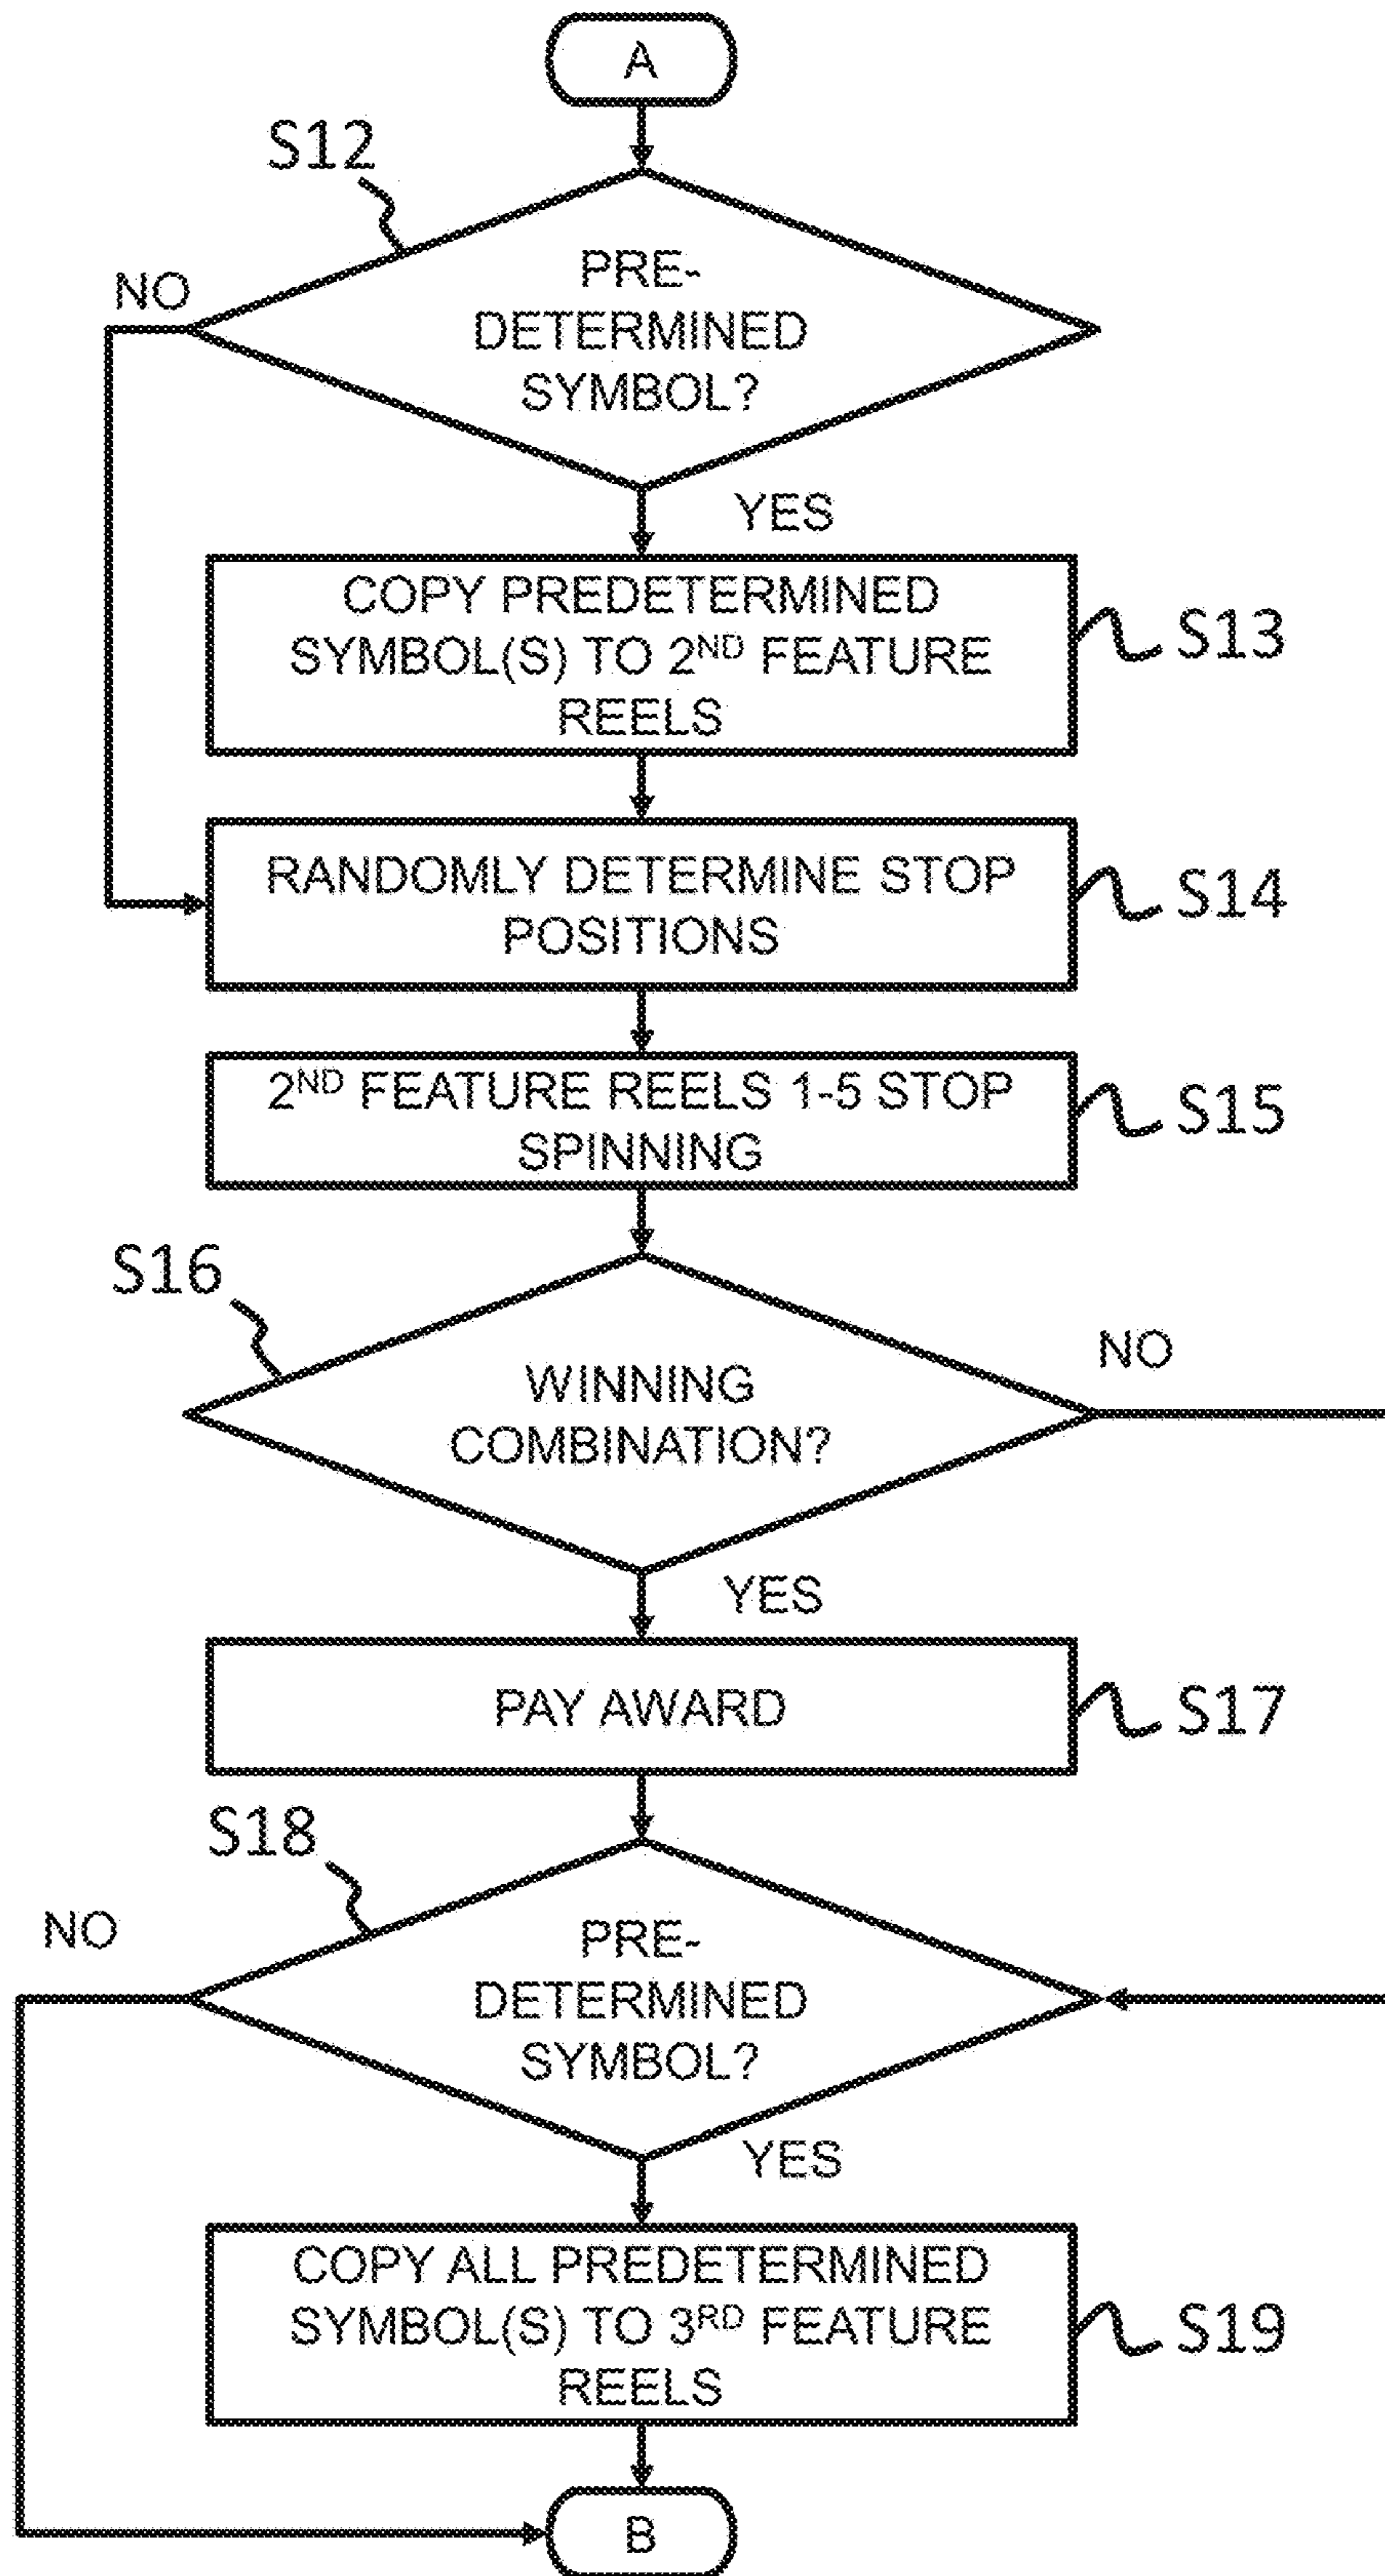 A
S12
NO
PRE-
DETERMINED
SYMBOL?
YES
COPY PREDETERMINED
SYMBOL(S) TO 2ND FEATURE
REELS
S13
RANDOMLY DETERMINE STOP
POSITIONS
S14
2ND FEATURE REELS 1-5 STOP
SPINNING
S15
S16
WINNING
COMBINATION?
NO
YES
PAY AWARD
S17
S18
NO
PRE-
DETERMINED
SYMBOL?
YES
COPY ALL PREDETERMINED
SYMBOL(S) TO 3RD FEATURE
REELS
S19
B